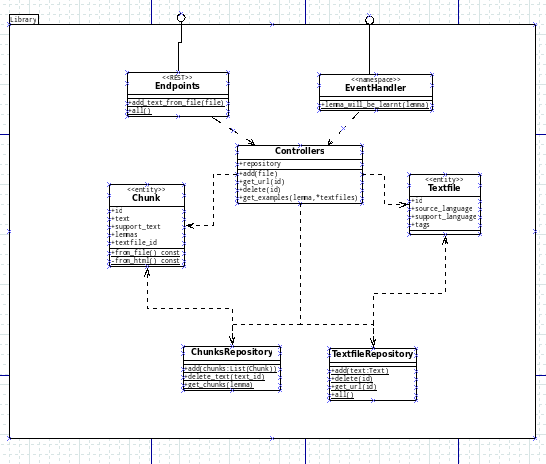 Library
<<REST>>
Endpoints
+add_text_from_file(file)
+all()
<<namespace>>
EventHandler
+lemma_will_be_learnt(lemma)
Controllers
+repository
+add(file)
+get_url(id)
+delete(id)
+get_examples(lemma,*textfiles)
<<entity>>
Chunk
+id
+text
+support_text
+lemmas
+textfile_id
+from_file() const
-from_html() const
<<entity>>
Textfile
+id
+source_language
+support_language
+tags
ChunksRepository
+add(chunks:List(Chunk)
+delete_text(text_id)
+get_chunks(lemma)
TextfileRepository
+add(text:Text)
+delete(id)
+get_url(id)
+all()